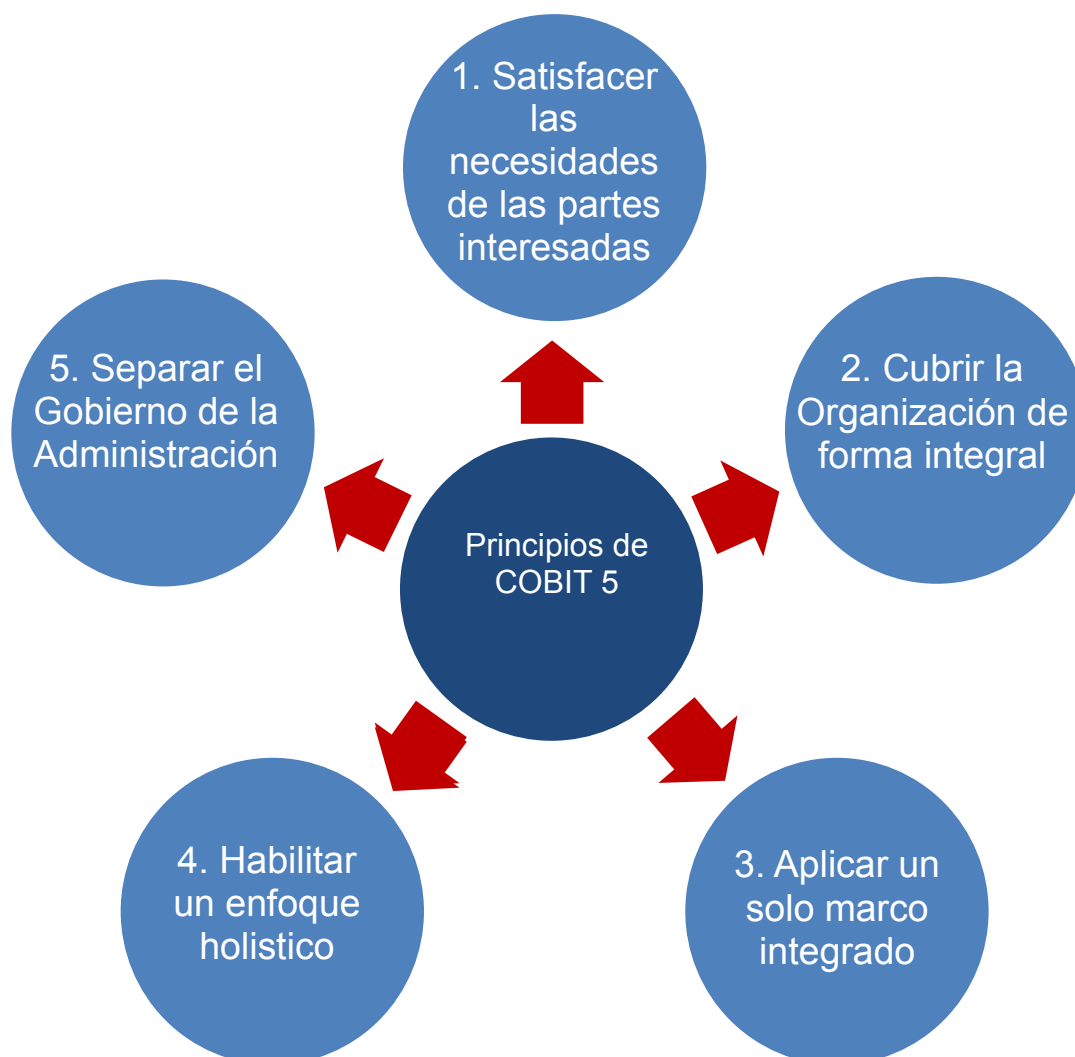 1. Satisfacer
las
necesidades
de las partes
interesadas
5. Separar el
Gobierno de la
Administración
2. Cubrir la
Organización de
forma integral
Principios de
COBIT 5
4. Habilitar
un enfoque
holistico
3. Aplicar un
solo marco
integrado